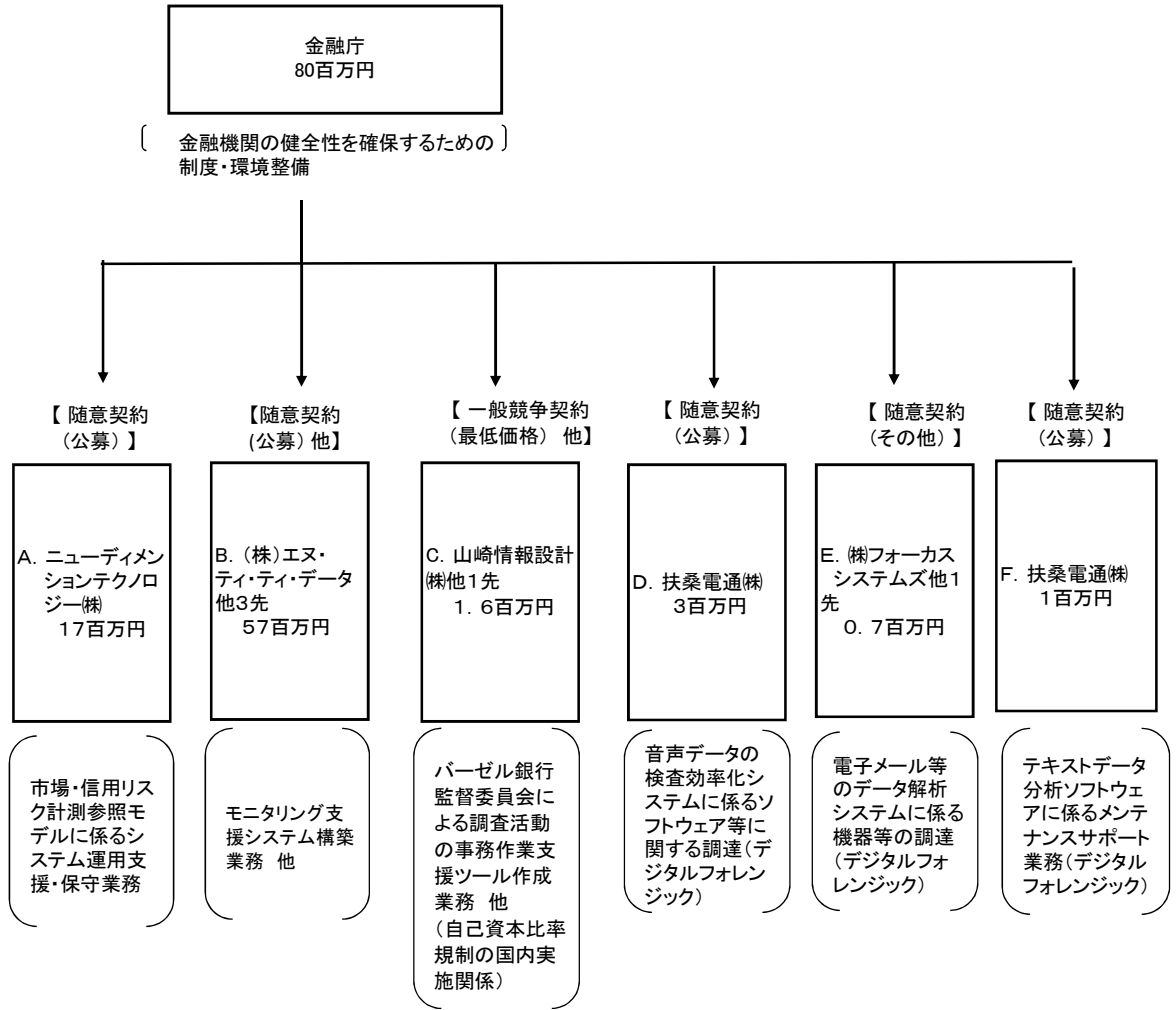 金融庁
80百万円
金融機関の健全性を確保するための
制度・環境整備
【 随意契約
（公募）】
A．ニューディメン
ションテクノロ
ジー㈱
17百万円
市場・信用リス
ク計測参照モ
デルに係るシ
ステム運用支
援・保守業務
【随意契約
(公募）他】
B．（株）エヌ・
ティ・ティ・データ
他3先
57百万円
モニタリング支
援システム構築
業務 他
【 一般競争契約
（最低価格） 他】
C．山崎情報設計
㈱他1先
1．6百万円
バーゼル銀行
監督委員会に
よる調査活動
の事務作業支
援ツール作成
業務 他
（自己資本比率
規制の国内実
施関係）
【 随意契約
（公募）】
D．扶桑電通㈱
3百万円
音声データの
検査効率化シ
ステムに係るソ
フトウェア等に
関する調達（デ
ジタルフォレン
ジック）
【 随意契約
（その他）】
E．㈱フォーカス
システムズ他1
先
0．7百万円
電子メール等
のデータ解析
システムに係る
機器等の調達
（デジタルフォ
レンジック）
【 随意契約
（公募）】
F．扶桑電通㈱
1百万円
テキストデータ
分析ソフトウェ
アに係るメンテ
ナンスサポート
業務（デジタル
フォレンジック）